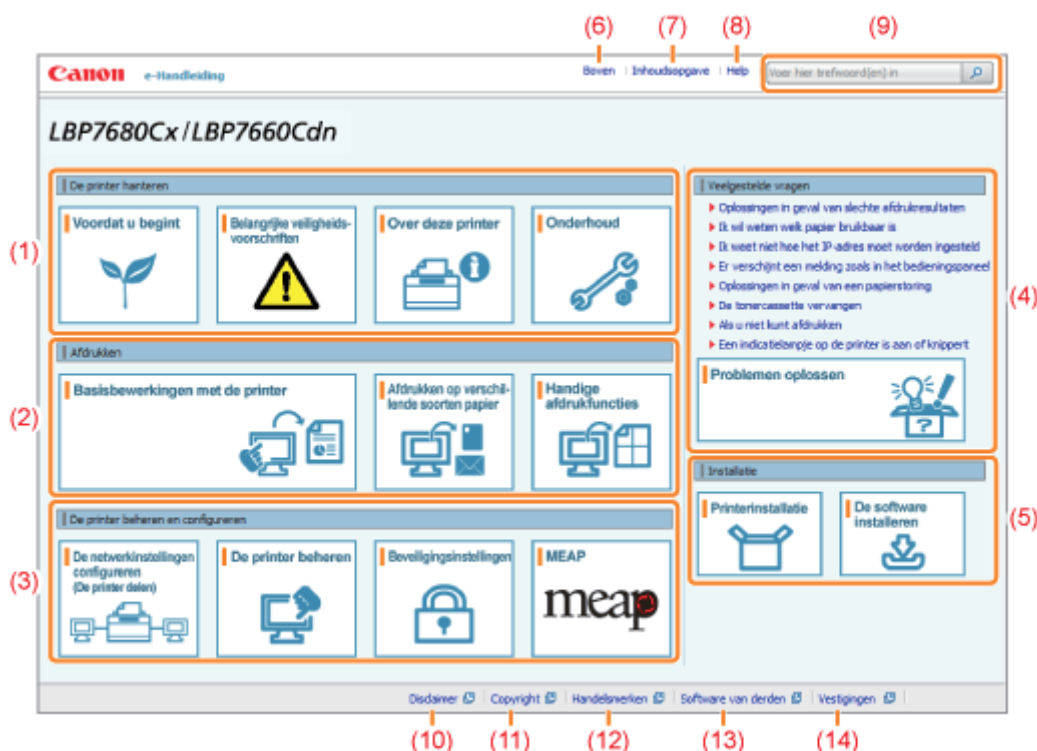 (6) (7) (8) (9)
Canon e-Handleiding
Boven | Inhoudsopgave | Help
Voer hier trefwoord(en) in
LBP7680Cx/LBP7660Cdn
(1)
De printer hanteren
Voordat u begint
Belangrijke veiligheids-
voorschriften
Over deze printer
Onderhoud
(2)
Afdrukken
Basisbewerkingen met de printer
Afdrukken op verschil-
lende soorten papier
Handige
afdrukfuncties
(3)
De printer beheren en configureren
De netwerkinstellingen
configureren
(De printer delen)
De printer beheren
Beveiligingsinstellingen
MEAP
meap
(4)
Veelgestelde vragen
Oplossingen in geval van slechte afdrukresultaten
Ik wil weten welk papier bruikbaar is
Ik weet niet hoe het IP-adres moet worden ingesteld
Er verschijnt een melding zoals in het bedieningspaneel
Oplossingen in geval van een papierstoring
De tonercassette vervangen
Als u niet kunt afdrukken
Een indicatielampje op de printer is aan of knippert
Problemen oplossen
?
(5)
Installatie
Printerinstallatie
De software
installeren
Disclaimer | Copyright | Handelsmerken | Software van derden | Vestigingen
(10) (11) (12) (13) (14)